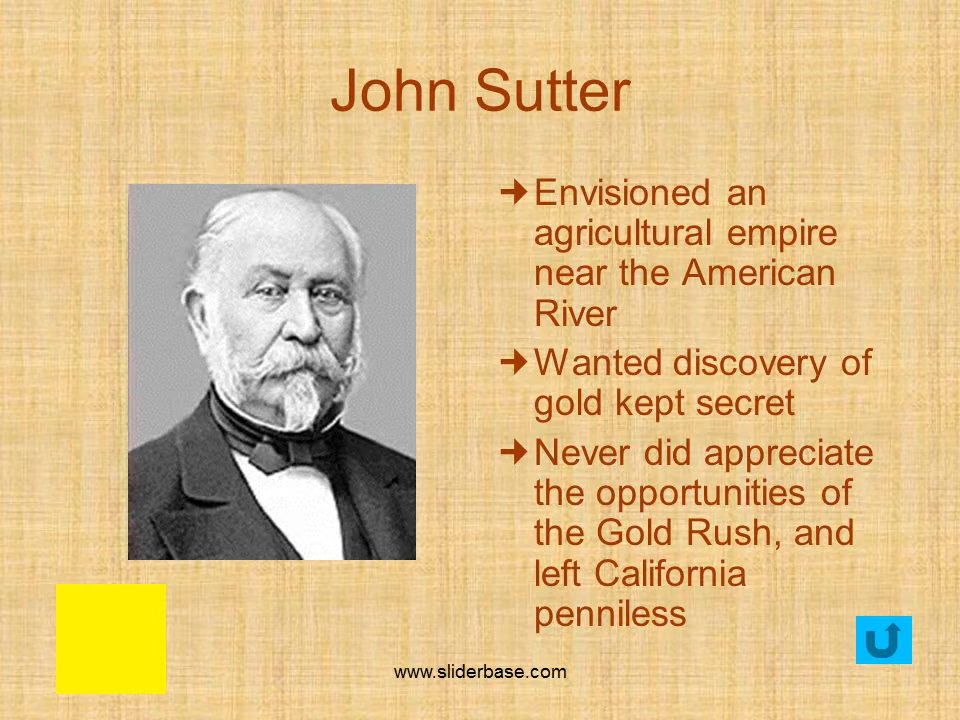 John Sutter
Envisioned an
agricultural empire
near the American
River
Wanted discovery of
gold kept secret
Never did appreciate
the opportunities of
the Gold Rush, and
left California
penniless
www.sliderbase.com